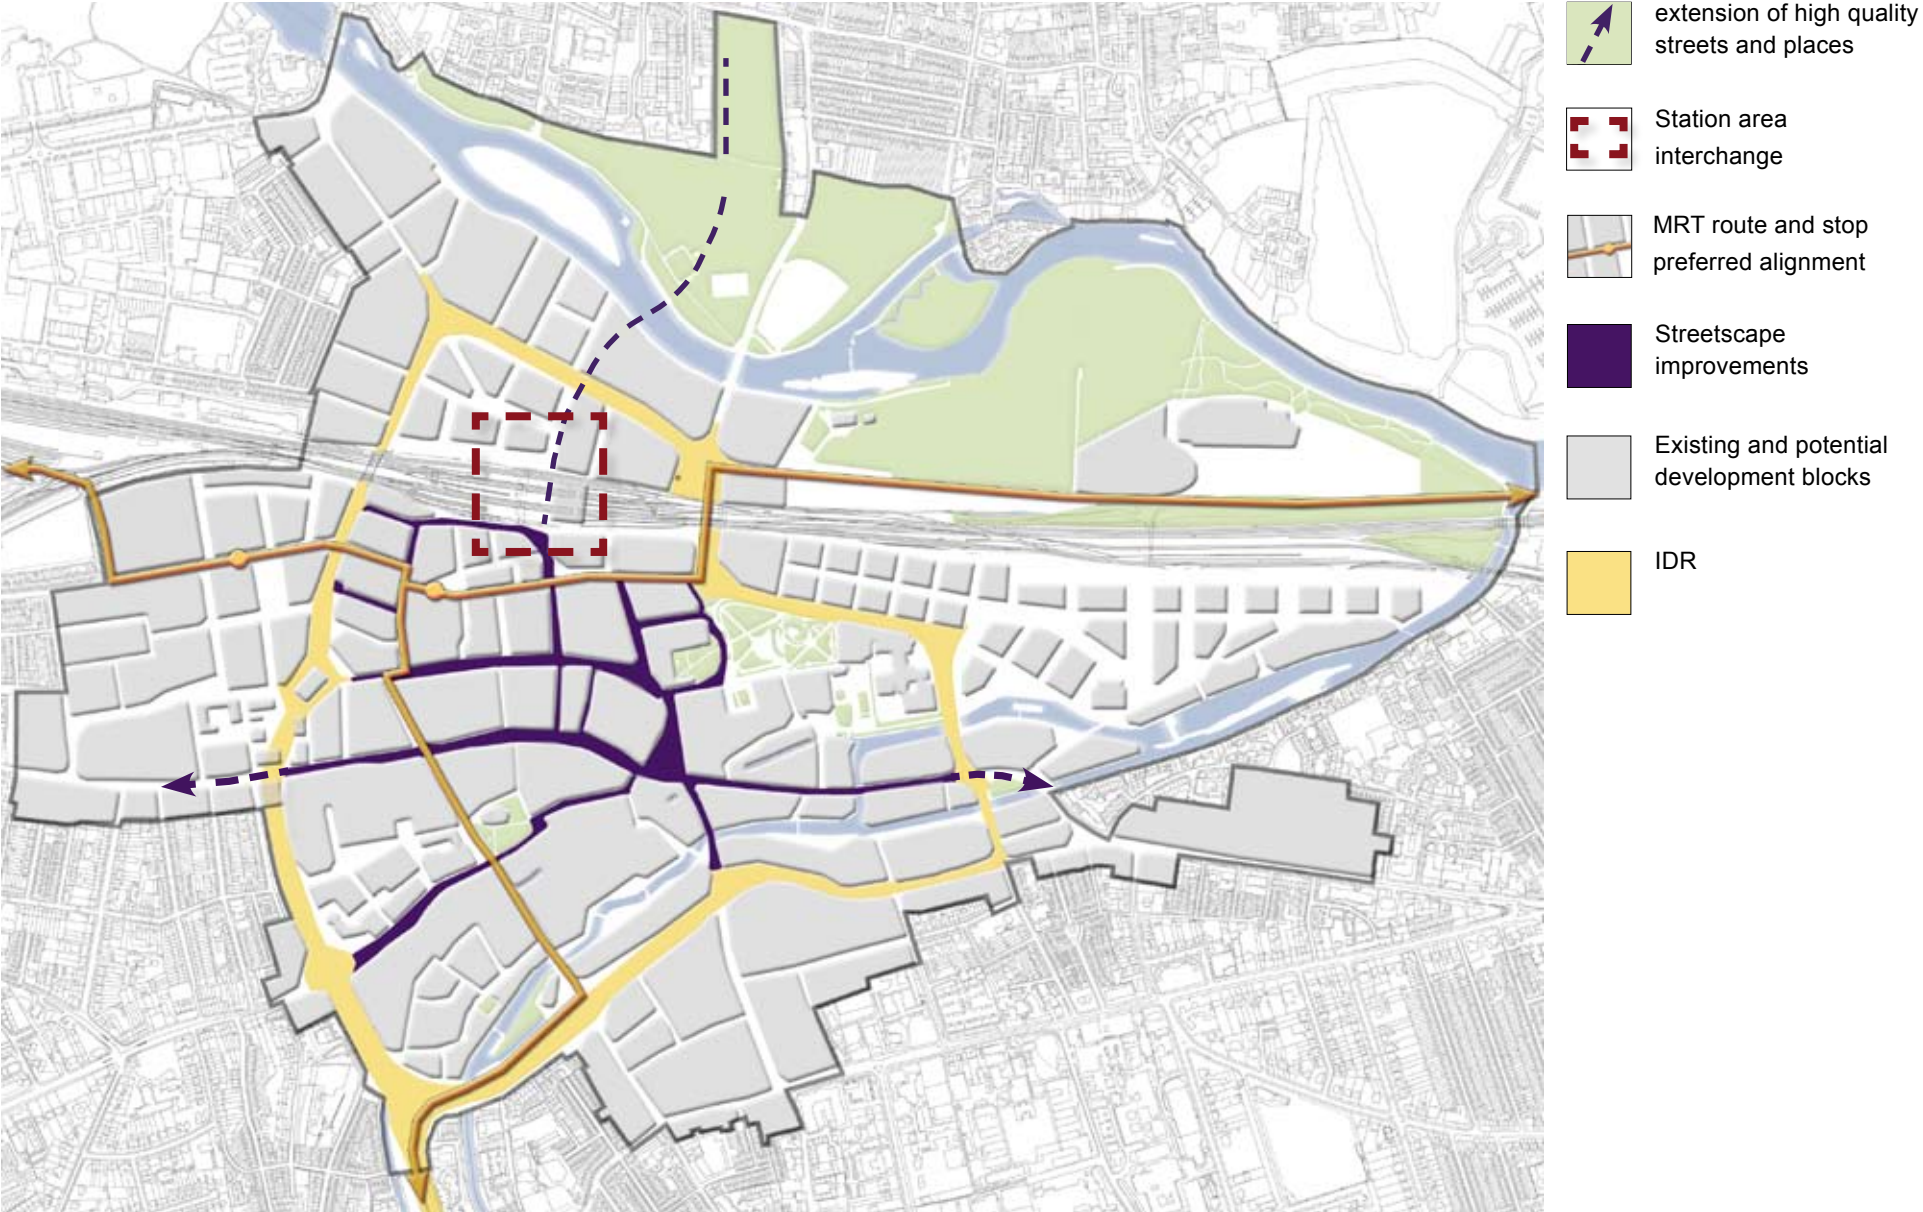 extension of high quality
streets and places
Station area
interchange
MRT route and stop
preferred alignment
Streetscape
improvements
Existing and potential
development blocks
IDR